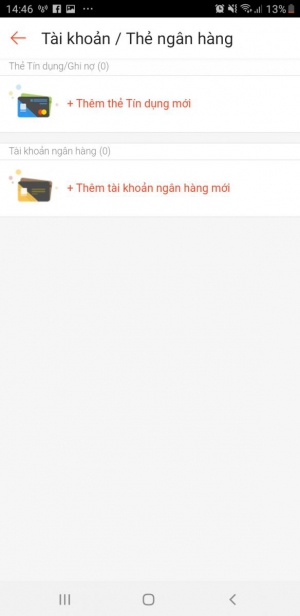 14:46
13%
Tài khoản / Thẻ ngân hàng
Thẻ Tín dụng/Ghi nợ (0)
+ Thêm thẻ Tín dụng mới
Tài khoản ngân hàng (0)
+ Thêm tài khoản ngân hàng mới